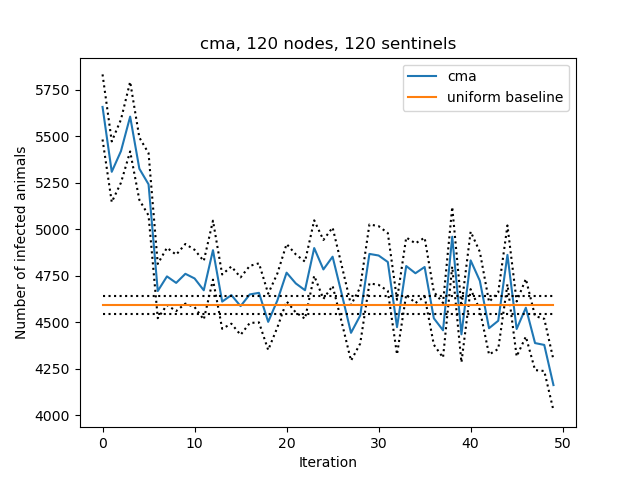 cma, 120 nodes, 120 sentinels
cma
uniform baseline
Number of infected animals
5750
5500
5250
5000
4750
4500
4250
4000
0 10 20 30 40 50
Iteration